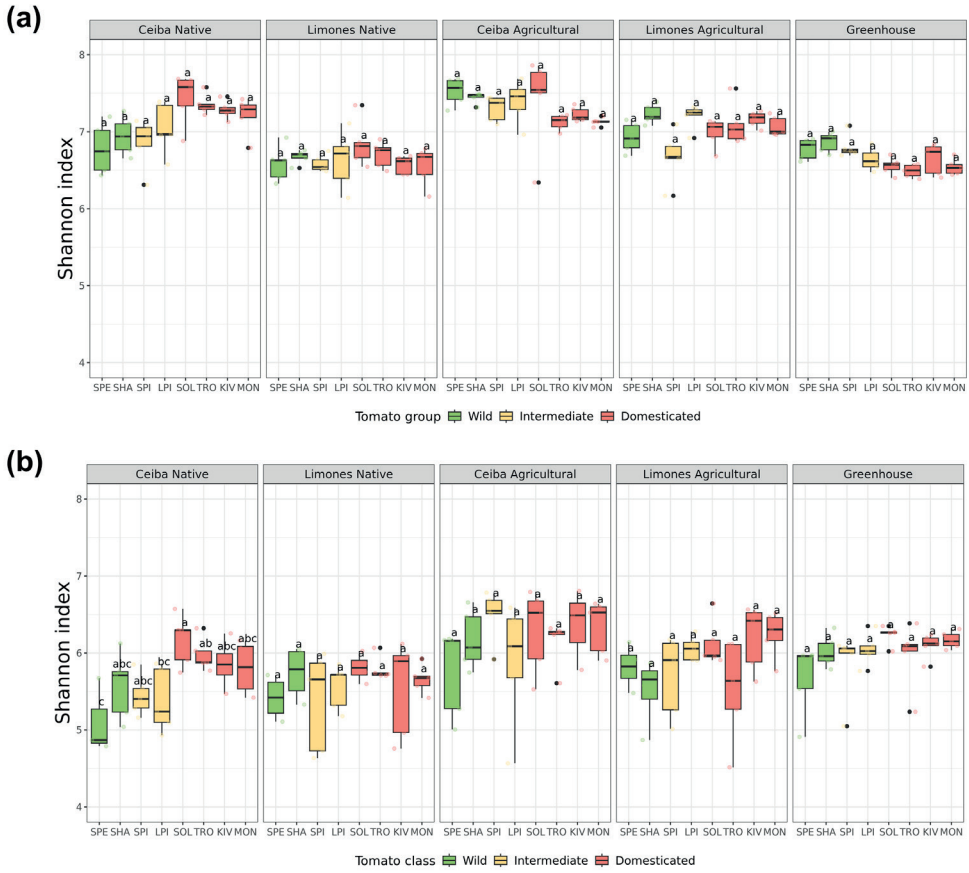 (a)
Ceiba Native Limones Native Ceiba Agricultural Limones Agricultural Greenhouse
Shannon index
8
7
6
5
4
a a a a a a a a
a a a a a a a a
a a a a a a a a
a a a a a a a a
a a a a a a a a
SPE SHA SPI LPI SOL TRO KIV MON SPE SHA SPI LPI SOL TRO KIV MON SPE SHA SPI LPI SOL TRO KIV MON SPE SHA SPI LPI SOL TRO KIV MON SPE SHA SPI LPI SOL TRO KIV MON
Tomato group Wild Intermediate Domesticated
(b)
Ceiba Native Limones Native Ceiba Agricultural Limones Agricultural Greenhouse
Shannon index
8
7
6
5
4
c abc abc bc a ab abc abc
a a a a a a a a
a a a a a a a a
a a a a a a a a
a a a a a a a a
SPE SHA SPI LPI SOL TRO KIV MON SPE SHA SPI LPI SOL TRO KIV MON SPE SHA SPI LPI SOL TRO KIV MON SPE SHA SPI LPI SOL TRO KIV MON SPE SHA SPI LPI SOL TRO KIV MON
Tomato class Wild Intermediate Domesticated